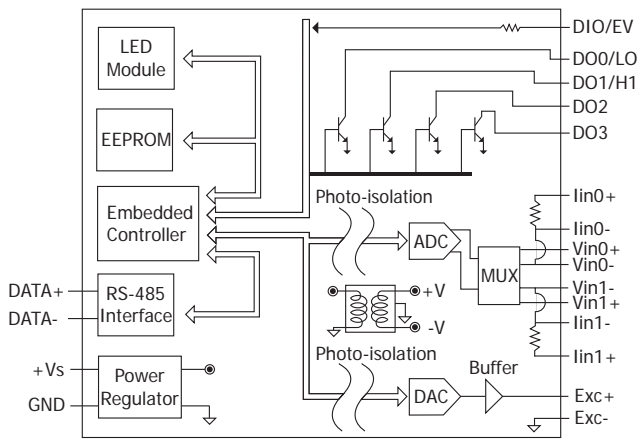 LED
Module
EEPROM
Embedded
Controller
RS-485
Interface
Power
Regulator
DATA+
DATA-
+Vs
GND
Photo-isolation
ADC
MUX
+V
-V
Photo-isolation
DAC
Buffer
DIO/EV
DO0/LO
DO1/H1
DO2
DO3
Iin0+
Iin0-
Vin0+
Vin0-
Vin1-
Vin1+
Iin1-
Iin1+
Exc+
Exc-